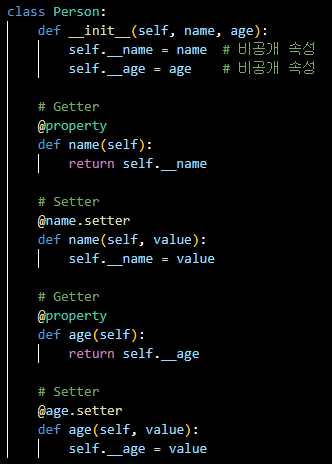 class Person:
    def __init__(self, name, age):
        self.__name = name  # 비공개 속성
        self.__age = age    # 비공개 속성

    # Getter
    @property
    def name(self):
        return self.__name

    # Setter
    @name.setter
    def name(self, value):
        self.__name = value

    # Getter
    @property
    def age(self):
        return self.__age

    # Setter
    @age.setter
    def age(self, value):
        self.__age = value